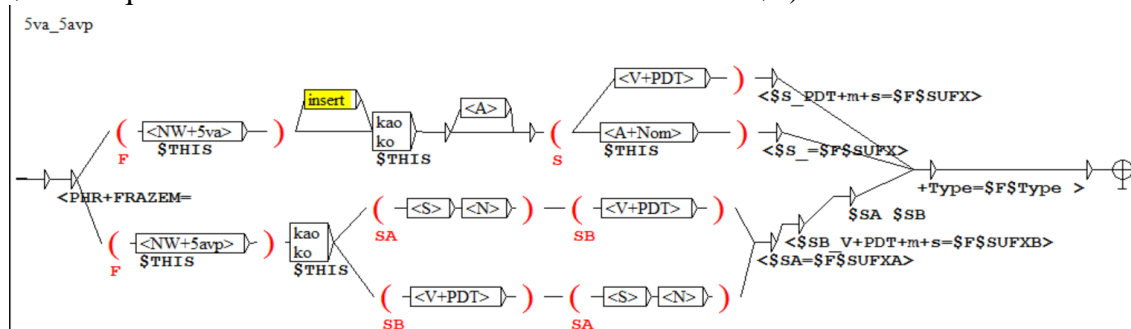 5va_5avp
<V+PDT>
insert
<A>
<$S_PDT+m+s=$F$SUFX>
( <NW+5va> )
kao
ko
( <A+Nom> )
F
$THIS
$THIS
S
$THIS
<$S_=$F$SUFX>
<PHR+FRAZEM=
+Type=$F$Type >
( <S> <N> ) ( <V+PDT> )
$SA $SB
( <NW+5avp> )
kao
ko
SA
SB
<$SB_V+PDT+m+s=$F$SUFXB>
F
$THIS
$THIS
<$SA=$F$SUFXA>
( <V+PDT> ) ( <S> <N> )
SB
SA